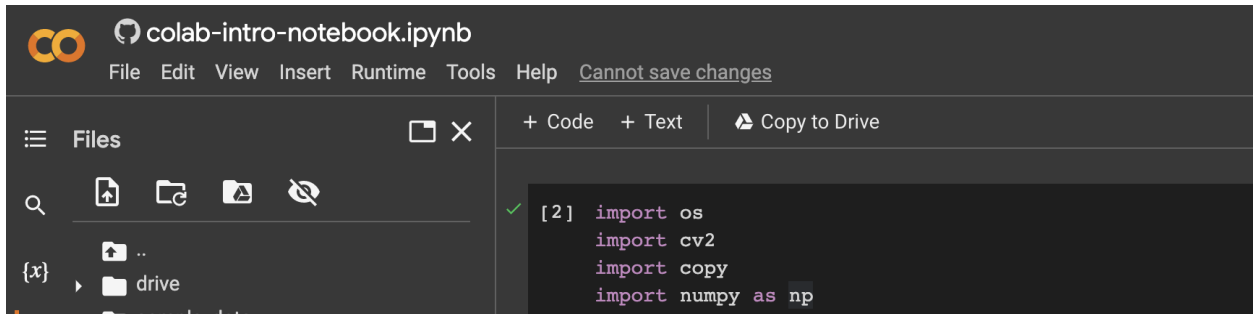 colab-intro-notebook.ipynb
File Edit View Insert Runtime Tools Help Cannot save changes
Files
+ Code + Text Copy to Drive
[2] import os
import cv2
import copy
import numpy as np
{x}
..
drive